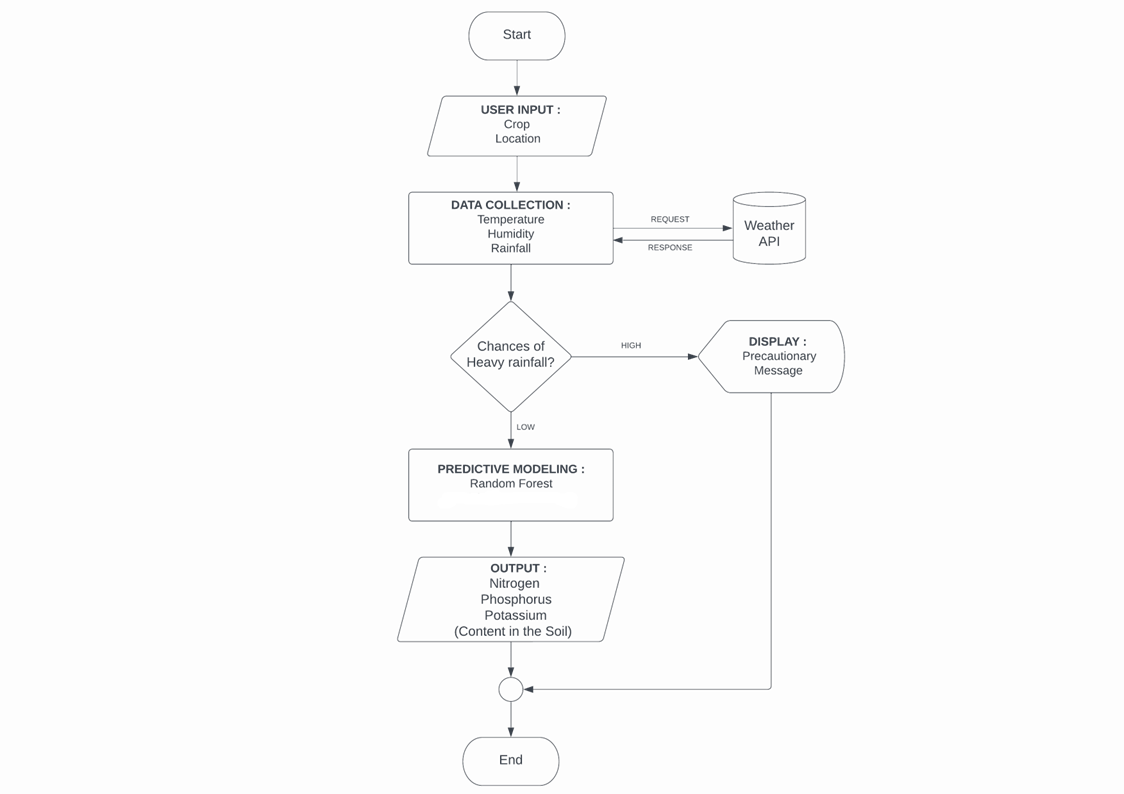 Start
USER INPUT :
Crop
Location
DATA COLLECTION :
Temperature
Humidity
Rainfall
REQUEST
RESPONSE
Weather
API
Chances of
Heavy rainfall?
HIGH
DISPLAY :
Precautionary
Message
LOW
PREDICTIVE MODELING :
Random Forest
OUTPUT :
Nitrogen
Phosphorus
Potassium
(Content in the Soil)
End